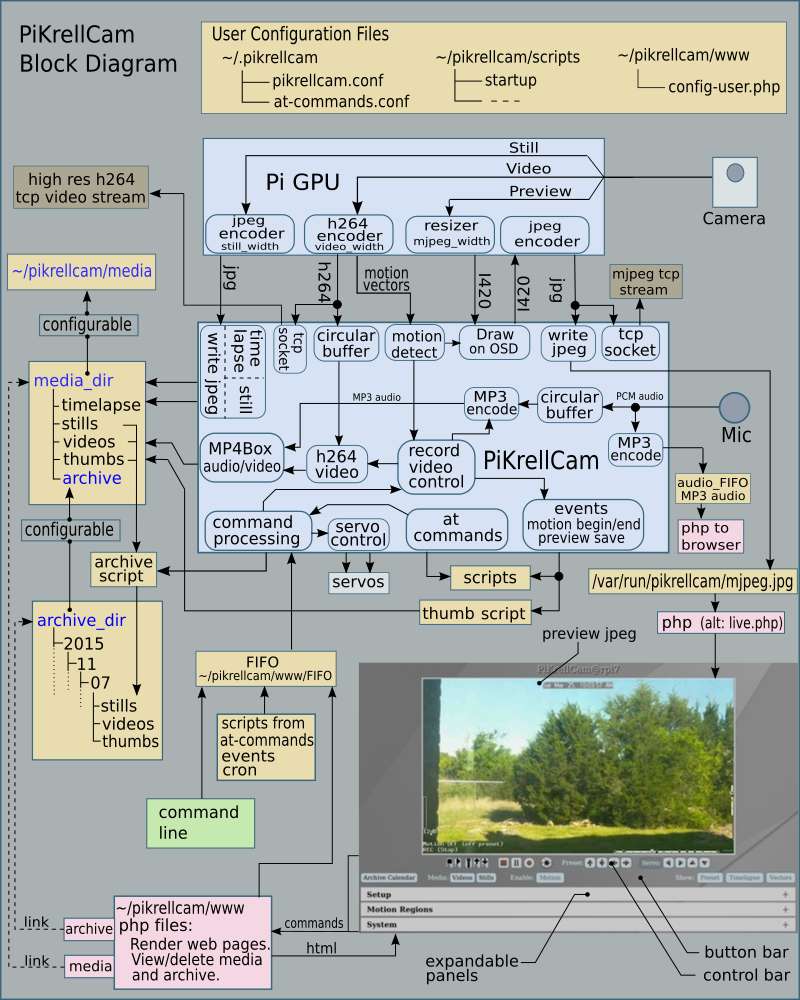 PiKrellCam
Block Diagram
User Configuration Files
~/.pikrellcam
pikrellcam.conf
at-commands.conf
~/pikrellcam/scripts
startup
~/pikrellcam/www
config-user.php
Still
Video
Preview
Pi GPU
Camera
high res h264
tcp video stream
jpeg
encoder
still_width
h264
encoder
video_width
resizer
mjpeg_width
jpeg
encoder
~/pikrellcam/media
jpg
h264
motion
vectors
I420
I420
jpg
mjpeg tcp
stream
configurable
time
lapse
still
write jpeg
tcp
socket
circular
buffer
motion
detect
Draw
on OSD
write
jpeg
tcp
socket
media_dir
timelapse
stills
videos
thumbs
archive
MP3 audio
MP3
encode
circular
buffer
PCM audio
Mic
MP3
encode
MP4Box
audio/video
h264
video
record
video
control
PiKrellCam
audio_FIFO
MP3 audio
configurable
command
processing
servo
control
at
commands
events
motion begin/end
preview save
php to
browser
archive
script
servos
scripts
/var/run/pikrellcam/mjpeg.jpg
thumb script
archive_dir
2015
11
07
stills
videos
thumbs
php (alt: live.php)
preview jpeg
FIFO
~/pikrellcam/www/FIFO
PiKrellCam@rpi7
scripts from
at-commands
events
cron
command
line
Preset:
Servo:
Archive Calendar
Media:
Videos
Stills
Enable:
Motion
Show:
Preset
Timelapse
Vectors
Setup
+
Motion Regions
+
System
+
~/pikrellcam/www
php files:
Render web pages.
View/delete media
and archive.
link
archive
link
media
commands
html
expandable
panels
button bar
control bar